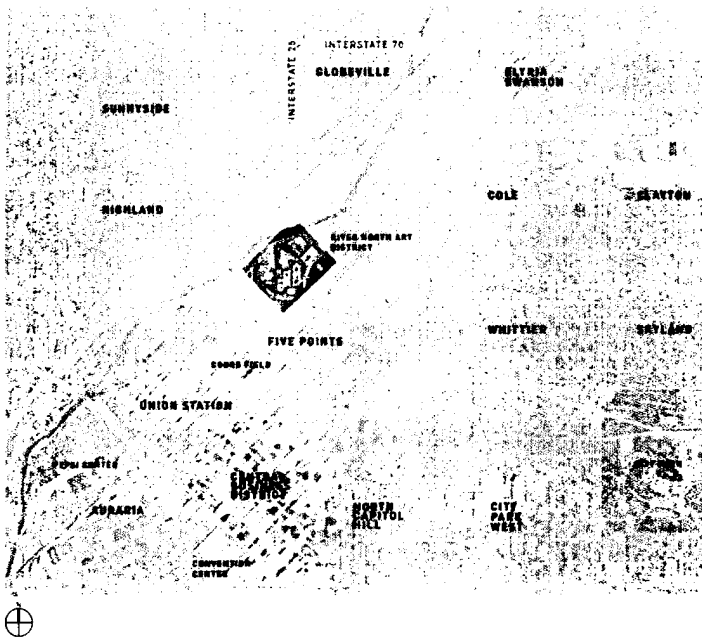 INTERSTATE 25
INTERSTATE 70
GLOBEVILLE
ELYRIA
SWANSON
SUNNYSIDE
HIGHLAND
COLE
CLAYTON
RIVER NORTH ART
DISTRICT
FIVE POINTS
WHITTIER
SKYLAND
COORS FIELD
UNION STATION
PEPSI CENTER
CENTRAL
BUSINESS
DISTRICT
AURARIA
NORTH
CAPITOL
HILL
CITY
PARK
WEST
CONVENTION
CENTER